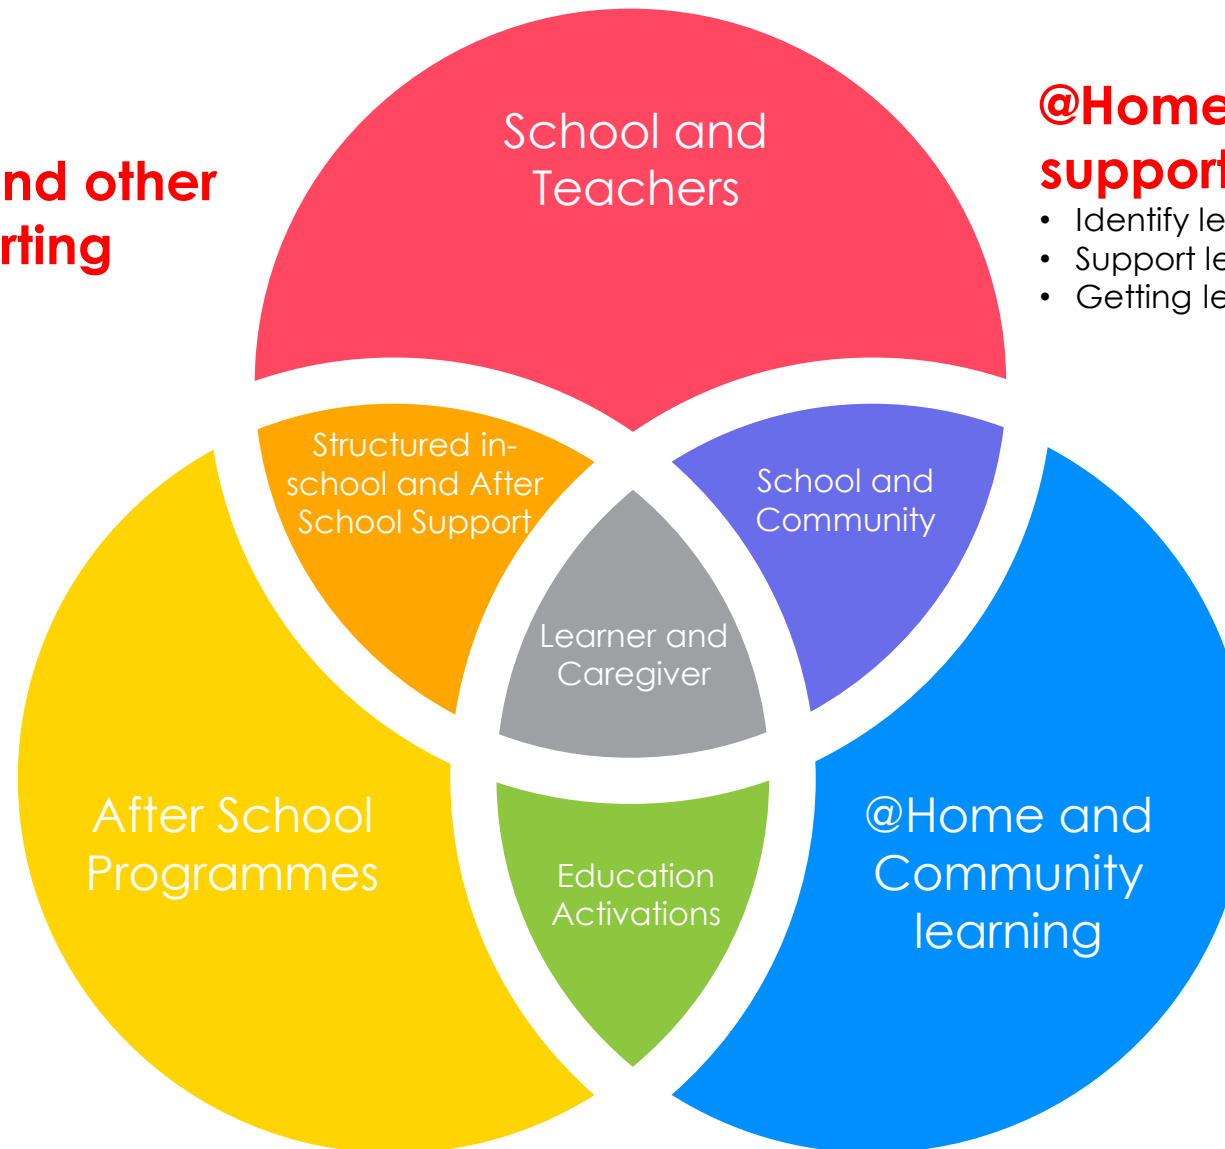 School and
Teachers
nd other
rting
@Home
support
• Identify le
• Support le
• Getting le
Structured in-
school and After
School Support
School and
Community
Learner and
Caregiver
After School
Programmes
Education
Activations
@Home and
Community
learning